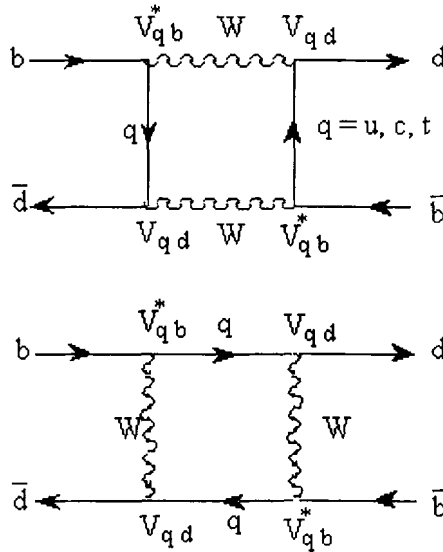 V*qb W Vqd
b d
q q = u, c, t
d̅ b̅
Vqd W V*qb
V*qb q Vqd
b d
W W
d̅ b̅
Vqd q V*qb